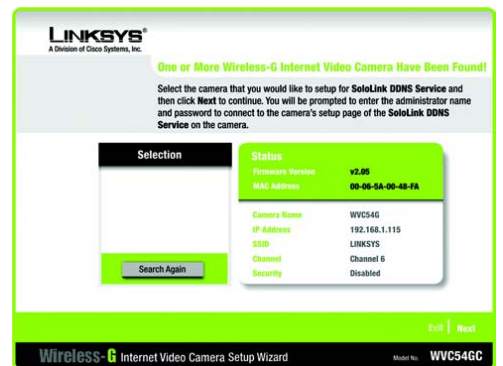 LINKSYS®
A Division of Cisco Systems, Inc.
One or More Wireless-G Internet Video Camera Have Been Found!
Select the camera that you would like to setup for SoloLink DDNS Service and
then click Next to continue. You will be prompted to enter the administrator name
and password to connect to the camera's setup page of the SoloLink DDNS
Service on the camera.
Selection
Search Again
Status
Firmware Version v2.05
MAC Address 00-06-5A-00-48-FA
Camera Name WVC54G
IP Address 192.168.1.115
SSID LINKSYS
Channel Channel 6
Security Disabled
Exit | Next
Wireless-G Internet Video Camera Setup Wizard
Model No. WVC54GC